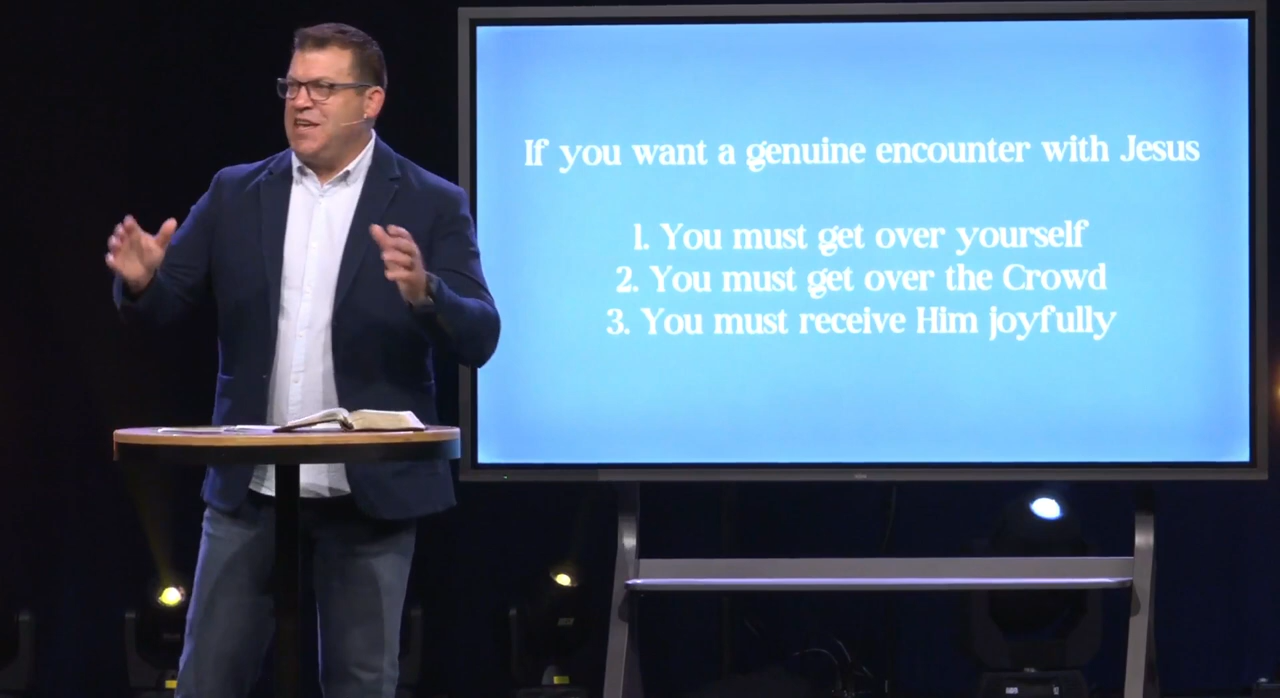 If you want a genuine encounter with Jesus
1. You must get over yourself
2. You must get over the Crowd
3. You must receive Him joyfully